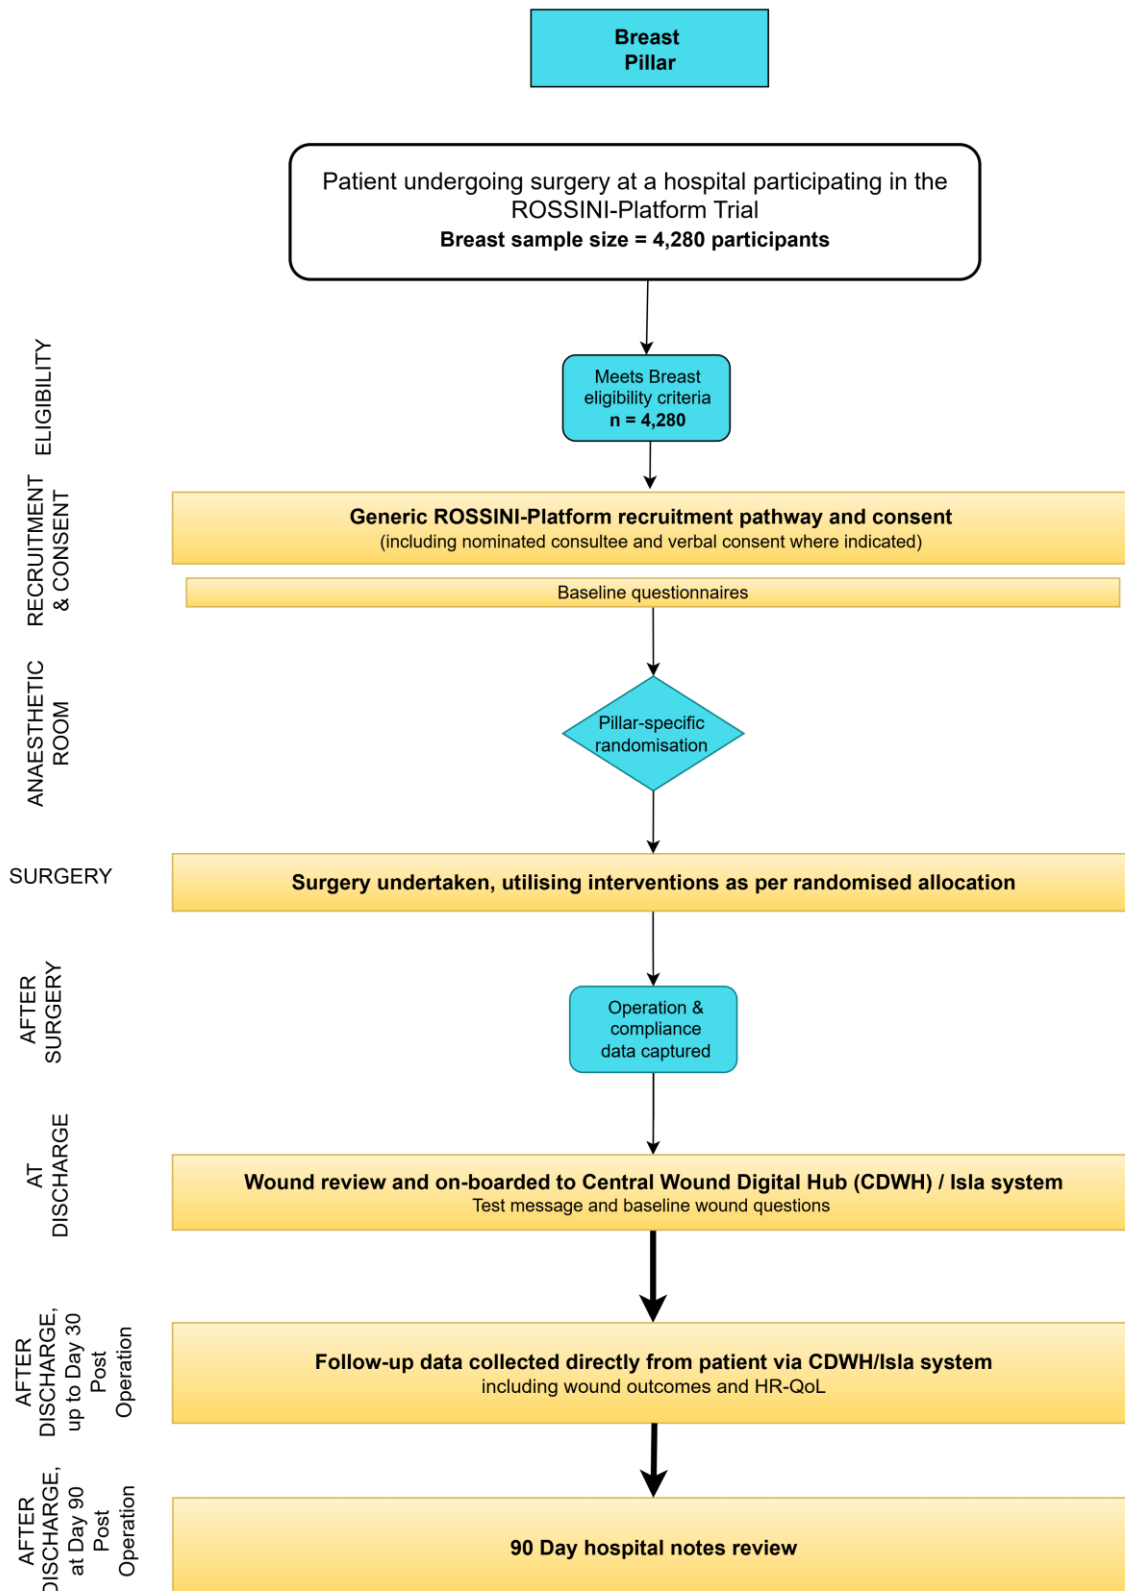 Breast
Pillar
Patient undergoing surgery at a hospital participating in the
ROSSINI-Platform Trial
Breast sample size = 4,280 participants
ELIGIBILITY
Meets Breast
eligibility criteria
n = 4,280
RECRUITMENT
& CONSENT
Generic ROSSINI-Platform recruitment pathway and consent
(including nominated consultee and verbal consent where indicated)
Baseline questionnaires
ANAESTHETIC
ROOM
Pillar-specific
randomisation
SURGERY
Surgery undertaken, utilising interventions as per randomised allocation
AFTER
SURGERY
Operation &
compliance
data captured
AT
DISCHARGE
Wound review and on-boarded to Central Wound Digital Hub (CDWH) / Isla system
Test message and baseline wound questions
AFTER
DISCHARGE,
up to Day 30
Post
Operation
Follow-up data collected directly from patient via CDWH/Isla system
including wound outcomes and HR-QoL
AFTER
DISCHARGE,
at Day 90
Post
Operation
90 Day hospital notes review